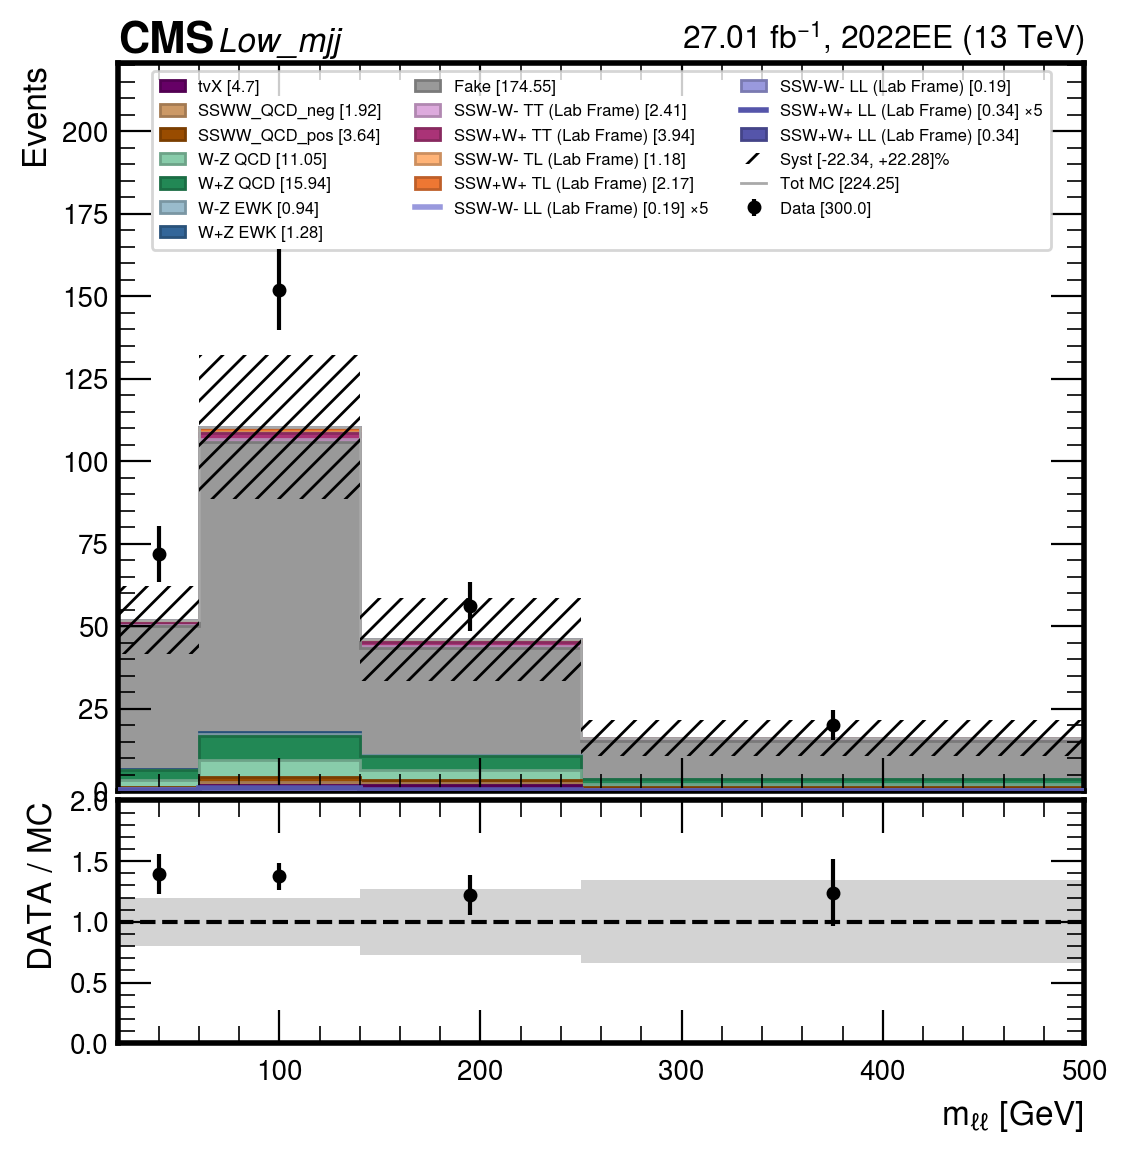 CMS Low_mjj 27.01 fb⁻¹, 2022EE (13 TeV)
Events
tvX [4.7]
SSWW_QCD_neg [1.92]
SSWW_QCD_pos [3.64]
W-Z QCD [11.05]
W+Z QCD [15.94]
W-Z EWK [0.94]
W+Z EWK [1.28]
Fake [174.55]
SSW-W- TT (Lab Frame) [2.41]
SSW+W+ TT (Lab Frame) [3.94]
SSW-W- TL (Lab Frame) [1.18]
SSW+W+ TL (Lab Frame) [2.17]
SSW-W- LL (Lab Frame) [0.19] ×5
SSW-W- LL (Lab Frame) [0.19]
SSW+W+ LL (Lab Frame) [0.34] ×5
SSW+W+ LL (Lab Frame) [0.34]
Syst [-22.34, +22.28]%
Tot MC [224.25]
Data [300.0]
200
175
150
125
100
75
50
25
0
DATA / MC
2.0
1.5
1.0
0.5
0.0
100 200 300 400 500
m_ℓℓ [GeV]